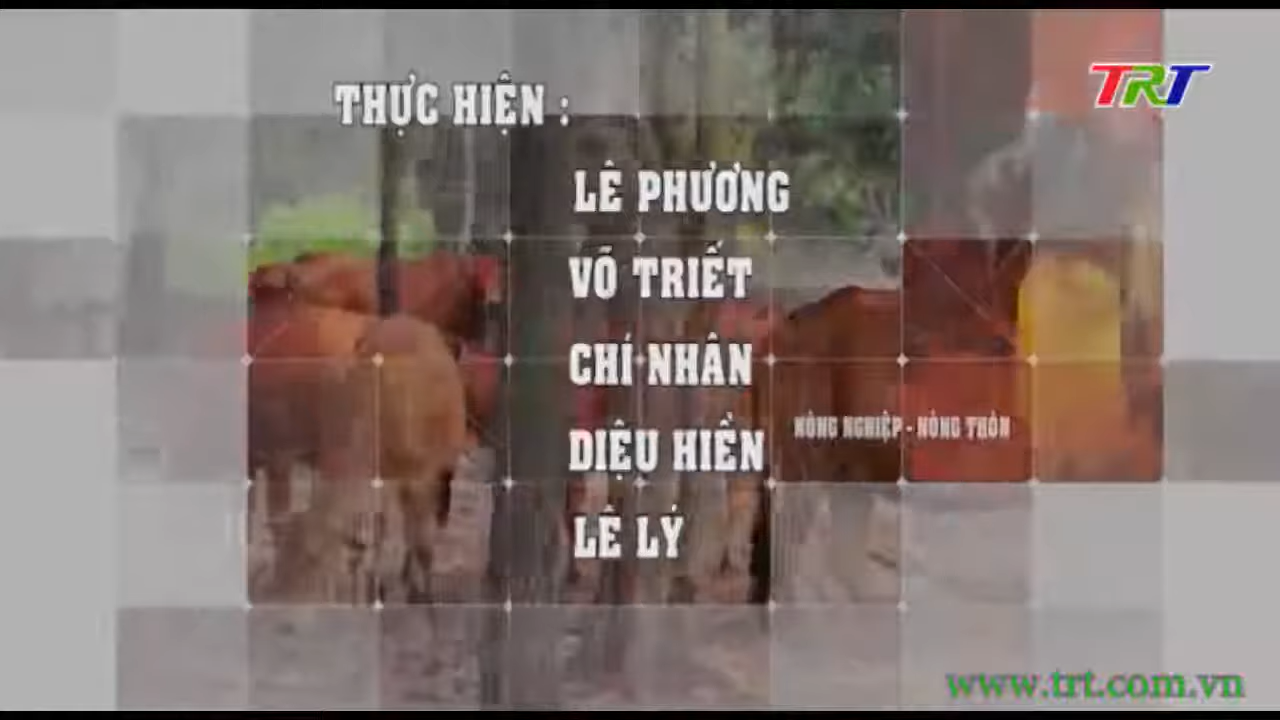 TRT
THỰC HIỆN :
LÊ PHƯƠNG
VÕ TRIẾT
CHÍ NHÂN
DIỆU HIỀN
NÔNG NGHIỆP - NÔNG THÔN
LÊ LÝ
www.trt.com.vn